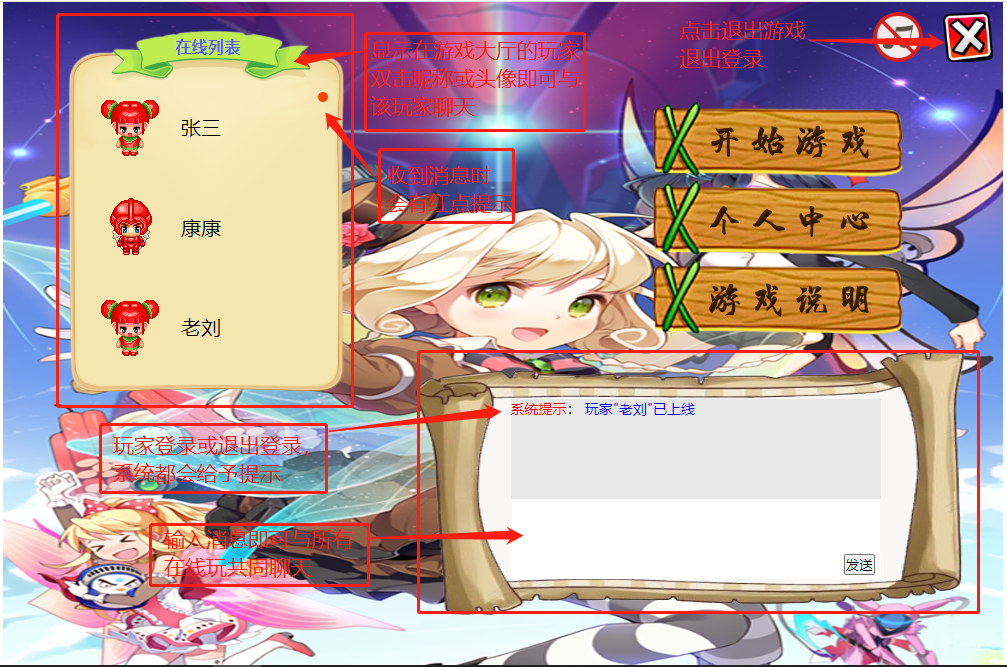 在线列表
显示在游戏大厅的玩家
双击昵称或头像即可与
该玩家聊天
点击退出游戏
退出登录
张三
收到消息时
会有红点提示
康康
老刘
开始游戏
个人中心
游戏说明
系统提示： 玩家"老刘"已上线
玩家登录或退出登录,
系统都会给予提示
输入消息即可与所有
在线玩共同聊天
发送